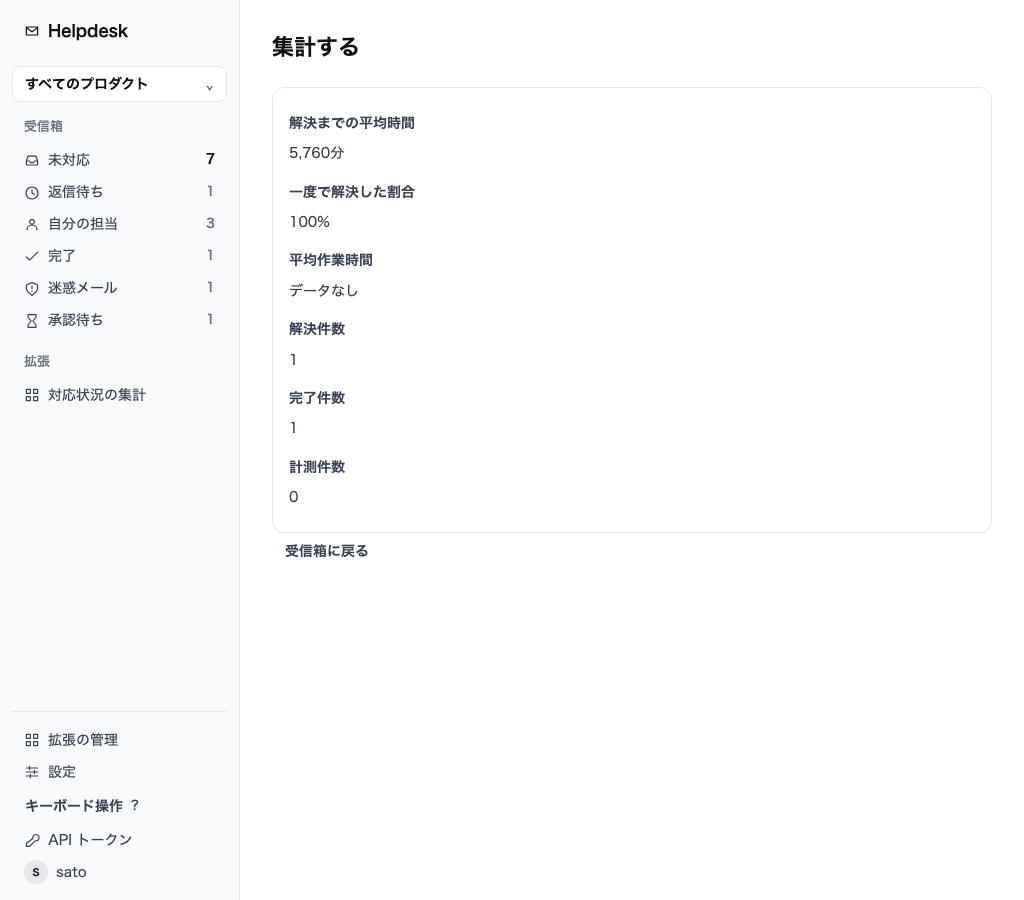 Helpdesk
すべてのプロダクト
受信箱
未対応 7
返信待ち 1
自分の担当 3
完了 1
迷惑メール 1
承認待ち 1
拡張
対応状況の集計
拡張の管理
設定
キーボード操作 ?
API トークン
S sato
集計する
解決までの平均時間
5,760分
一度で解決した割合
100%
平均作業時間
データなし
解決件数
1
完了件数
1
計測件数
0
受信箱に戻る